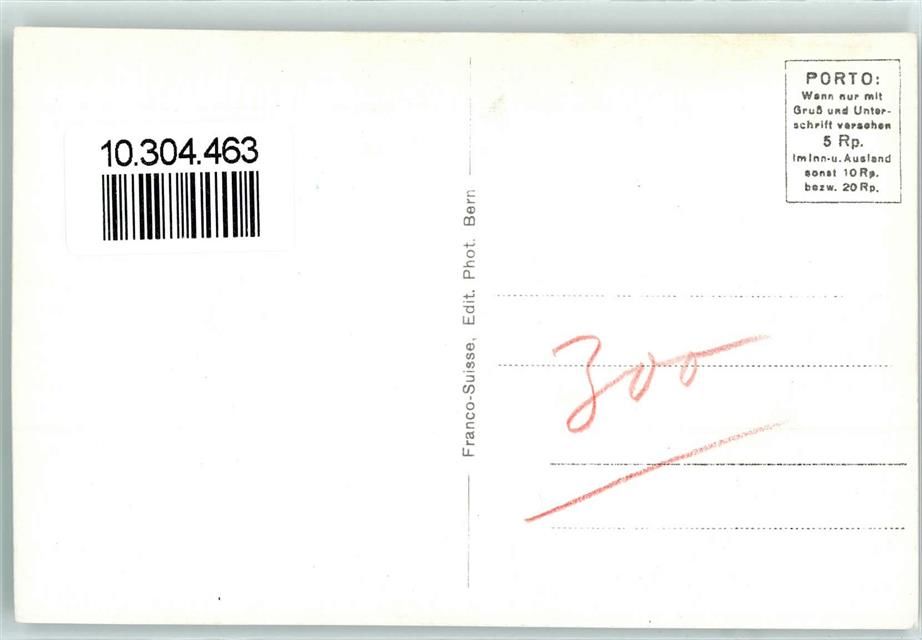 10.304.463
Franco-Suisse, Edit. Phot. Bern
PORTO:
Wenn nur mit
Gruß und Unter-
schrift versehen
5 Rp.
im Inn-u. Ausland
sonst 10 Rp.
bezw. 20 Rp.
300